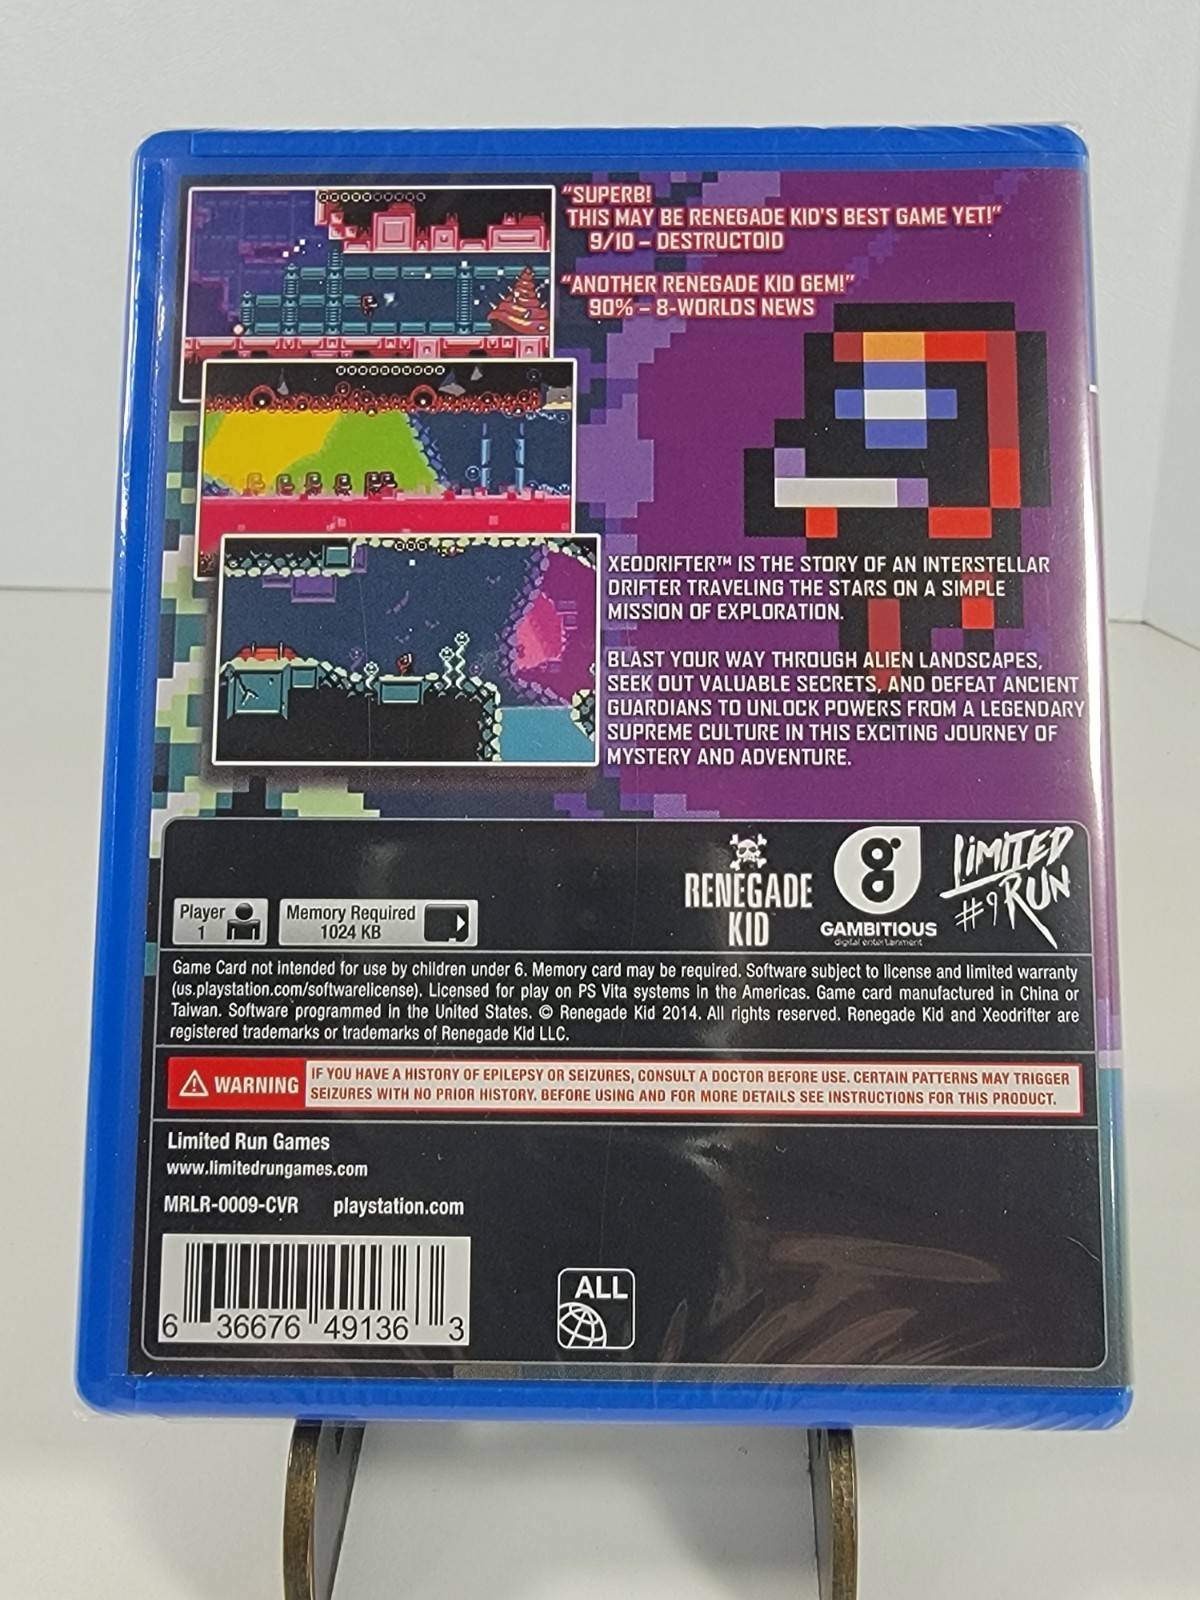 “SUPERB!
THIS MAY BE RENEGADE KID'S BEST GAME YET!”
9/10 – DESTRUCTOID
“ANOTHER RENEGADE KID GEM!”
90% – 8-WORLDS NEWS
XEODRIFTER™ IS THE STORY OF AN INTERSTELLAR
DRIFTER TRAVELING THE STARS ON A SIMPLE
MISSION OF EXPLORATION.
BLAST YOUR WAY THROUGH ALIEN LANDSCAPES,
SEEK OUT VALUABLE SECRETS, AND DEFEAT ANCIENT
GUARDIANS TO UNLOCK POWERS FROM A LEGENDARY
SUPREME CULTURE IN THIS EXCITING JOURNEY OF
MYSTERY AND ADVENTURE.
Player
1
Memory Required
1024 KB
RENEGADE
KID
GAMBITIOUS
digital entertainment
LIMITED
RUN
#9
Game Card not intended for use by children under 6. Memory card may be required. Software subject to license and limited warranty
(us.playstation.com/softwarelicense). Licensed for play on PS Vita systems in the Americas. Game card manufactured in China or
Taiwan. Software programmed in the United States. © Renegade Kid 2014. All rights reserved. Renegade Kid and Xeodrifter are
registered trademarks or trademarks of Renegade Kid LLC.
WARNING
IF YOU HAVE A HISTORY OF EPILEPSY OR SEIZURES, CONSULT A DOCTOR BEFORE USE. CERTAIN PATTERNS MAY TRIGGER
SEIZURES WITH NO PRIOR HISTORY. BEFORE USING AND FOR MORE DETAILS SEE INSTRUCTIONS FOR THIS PRODUCT.
Limited Run Games
www.limitedrungames.com
MRLR-0009-CVR playstation.com
6 36676 49136 3
ALL